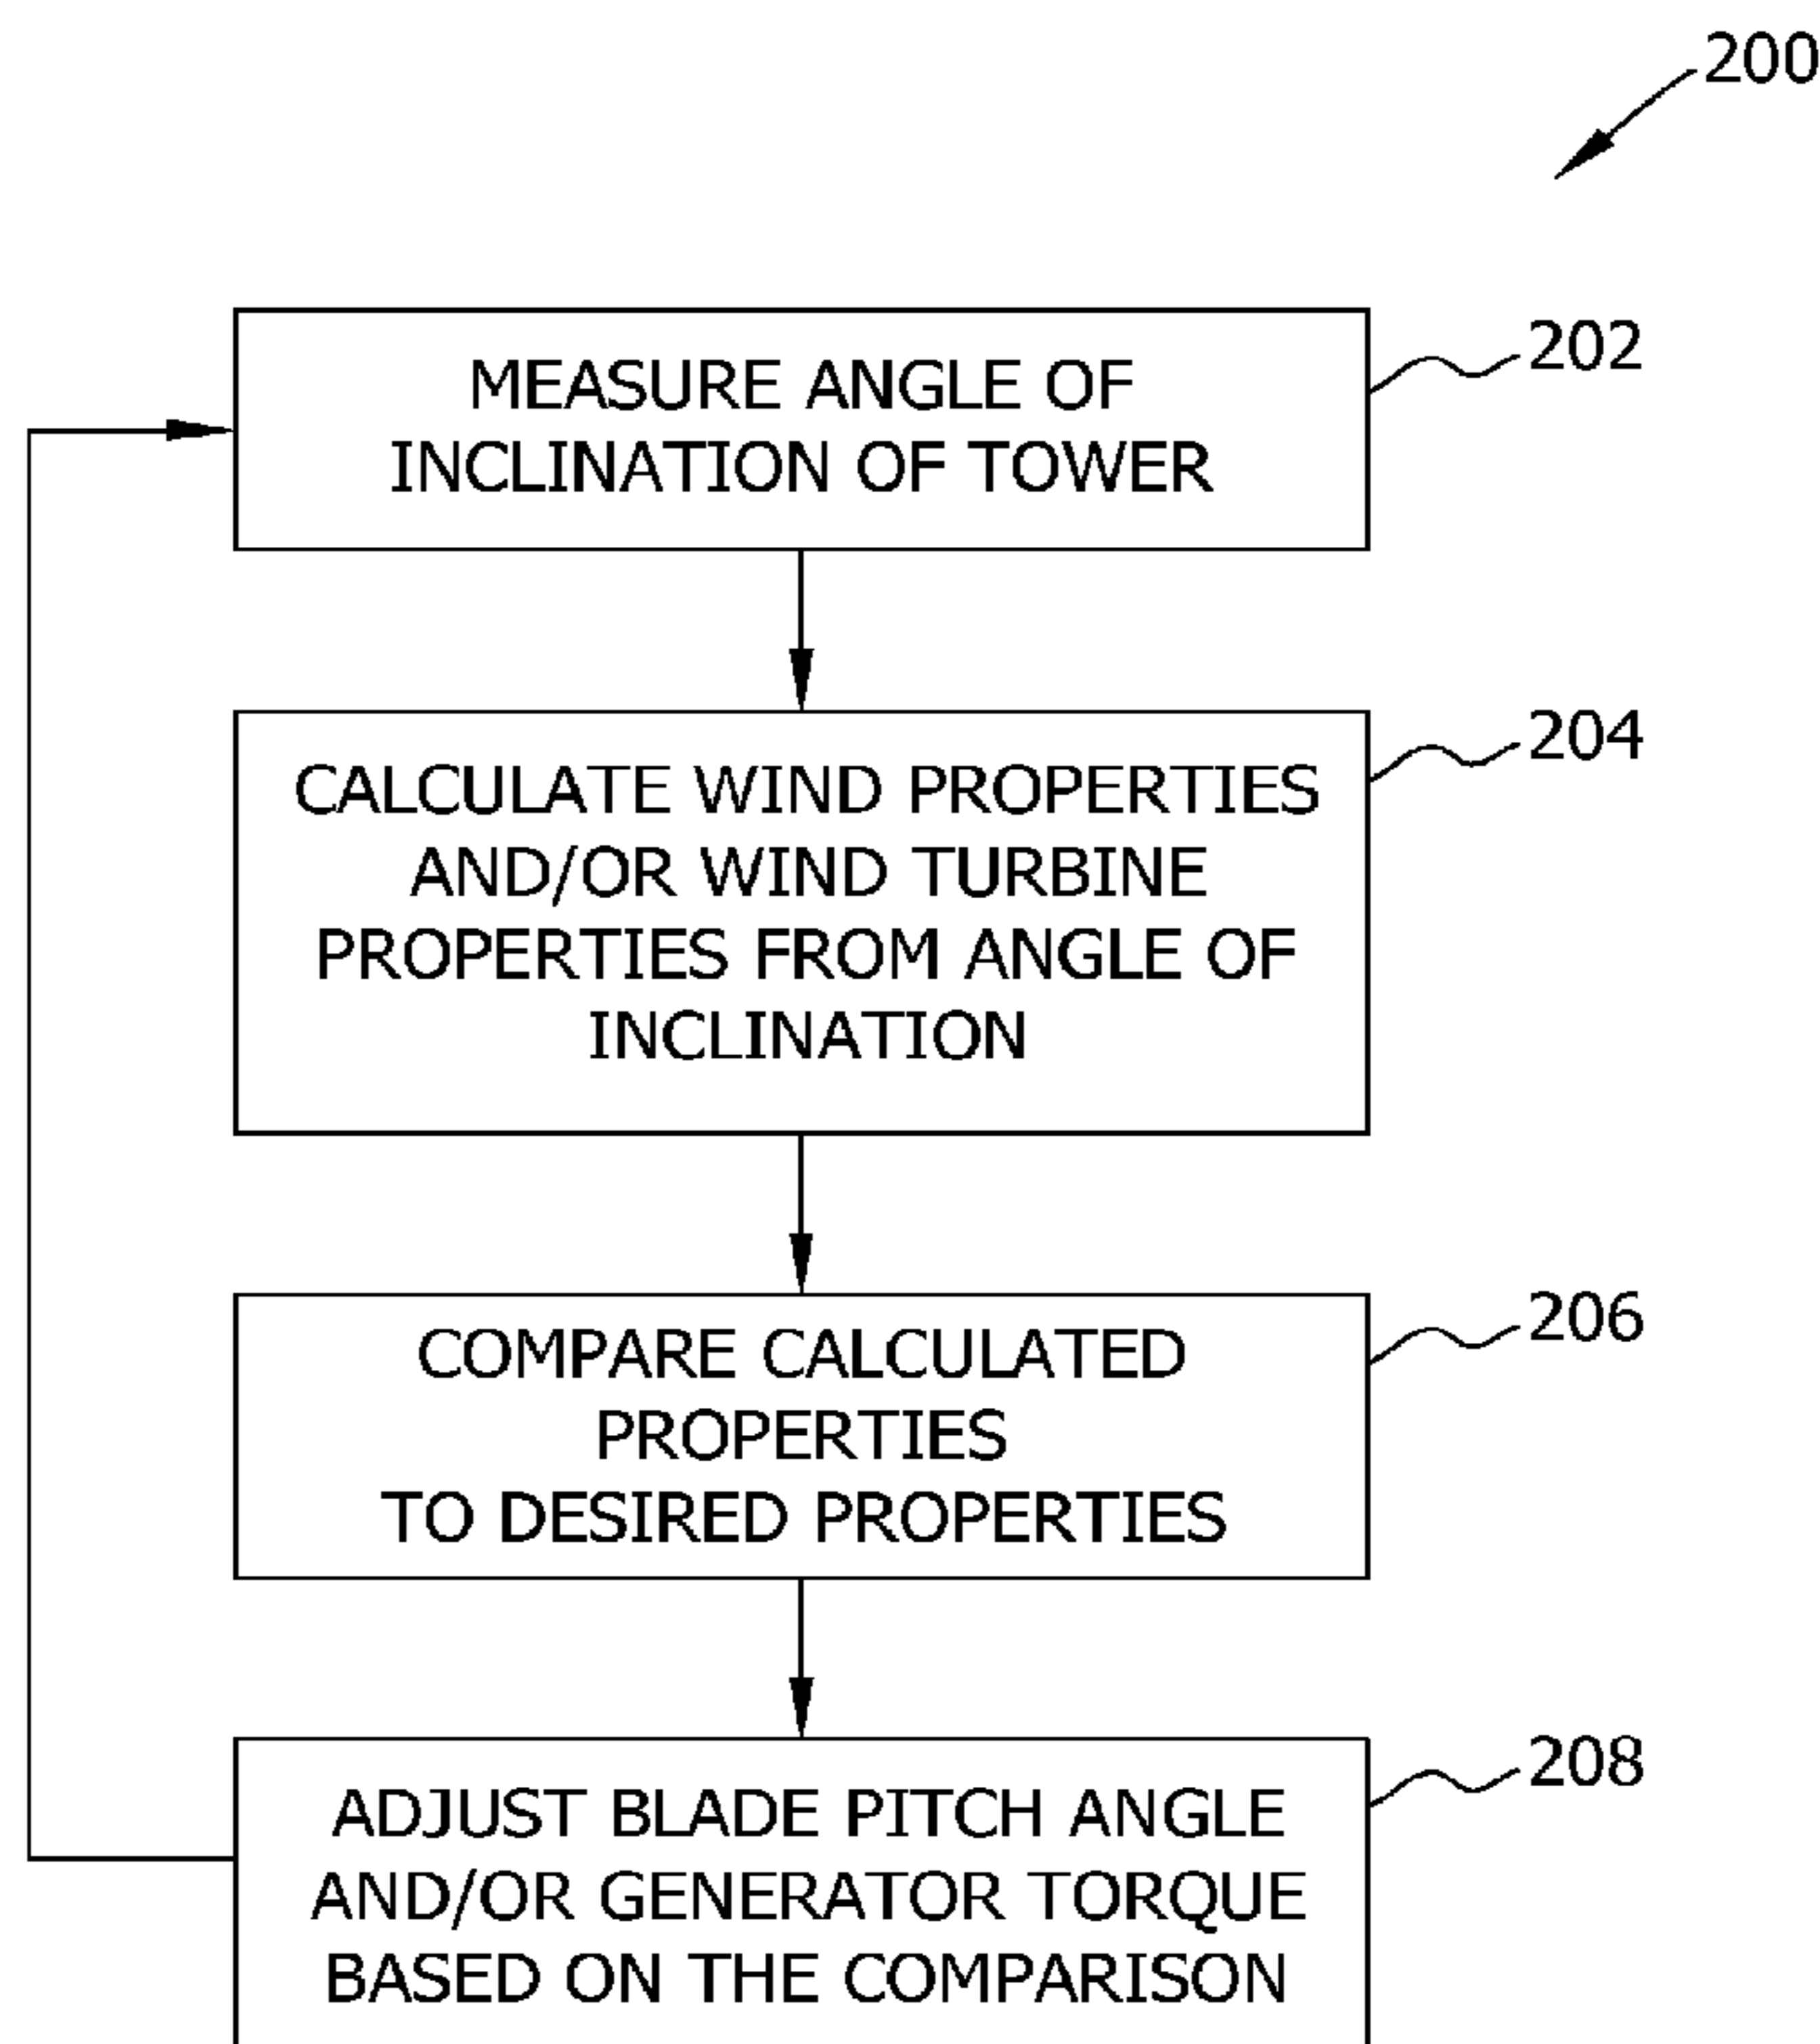 200
MEASURE ANGLE OF
INCLINATION OF TOWER
202
CALCULATE WIND PROPERTIES
AND/OR WIND TURBINE
PROPERTIES FROM ANGLE OF
INCLINATION
204
COMPARE CALCULATED
PROPERTIES
TO DESIRED PROPERTIES
206
ADJUST BLADE PITCH ANGLE
AND/OR GENERATOR TORQUE
BASED ON THE COMPARISON
208